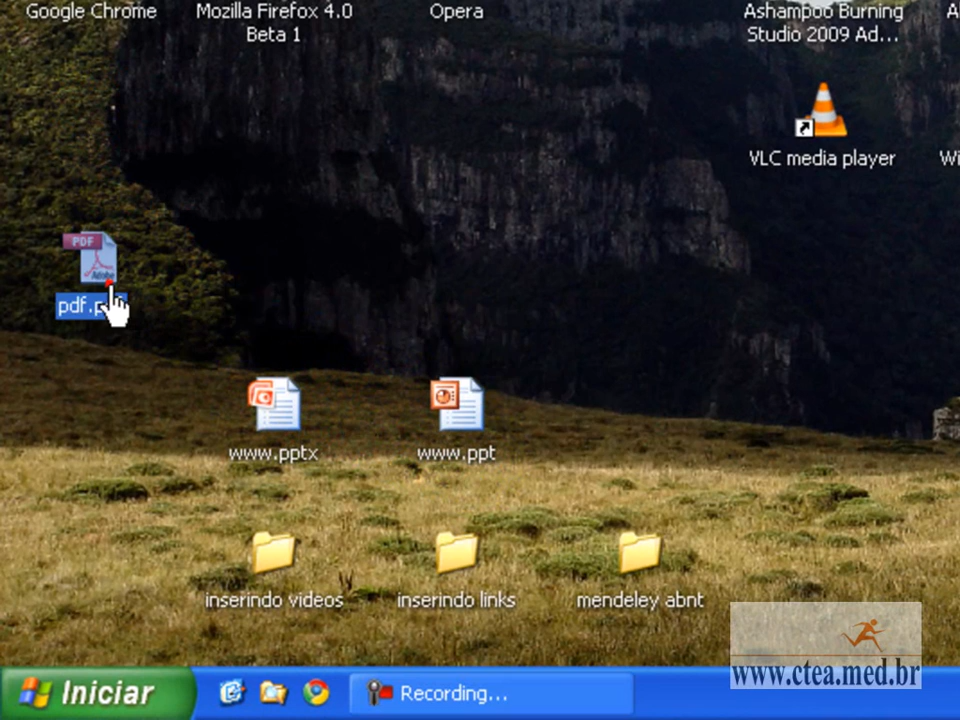 Google Chrome
Mozilla Firefox 4.0
Beta 1
Opera
Ashampoo Burning
Studio 2009 Ad...
VLC media player
PDF
Adobe
www.pptx
www.ppt
inserindo videos
inserindo links
mendeley abnt
www.ctea.med.br
Iniciar
Recording...